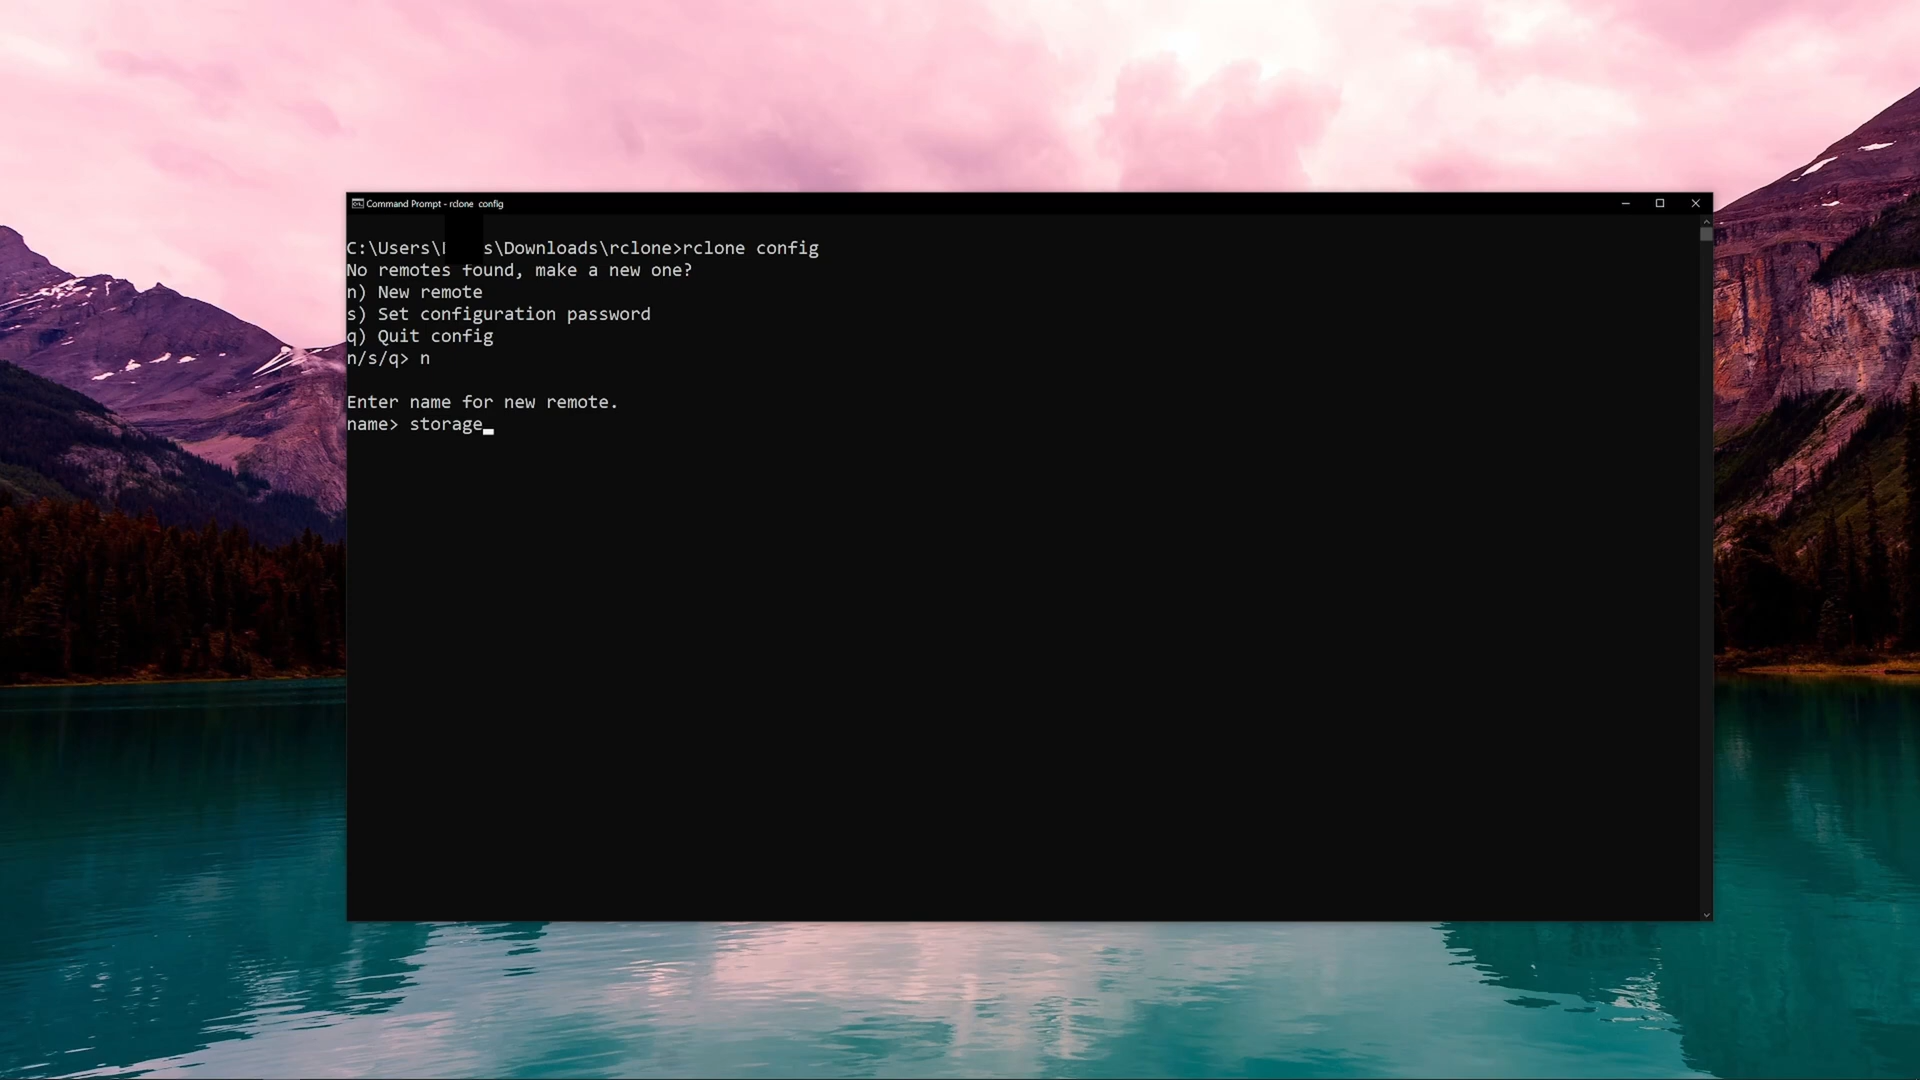 Command Prompt - rclone config
C:\Users\ s\Downloads\rclone>rclone config
No remotes found, make a new one?
n) New remote
s) Set configuration password
q) Quit config
n/s/q> n
Enter name for new remote.
name> storage